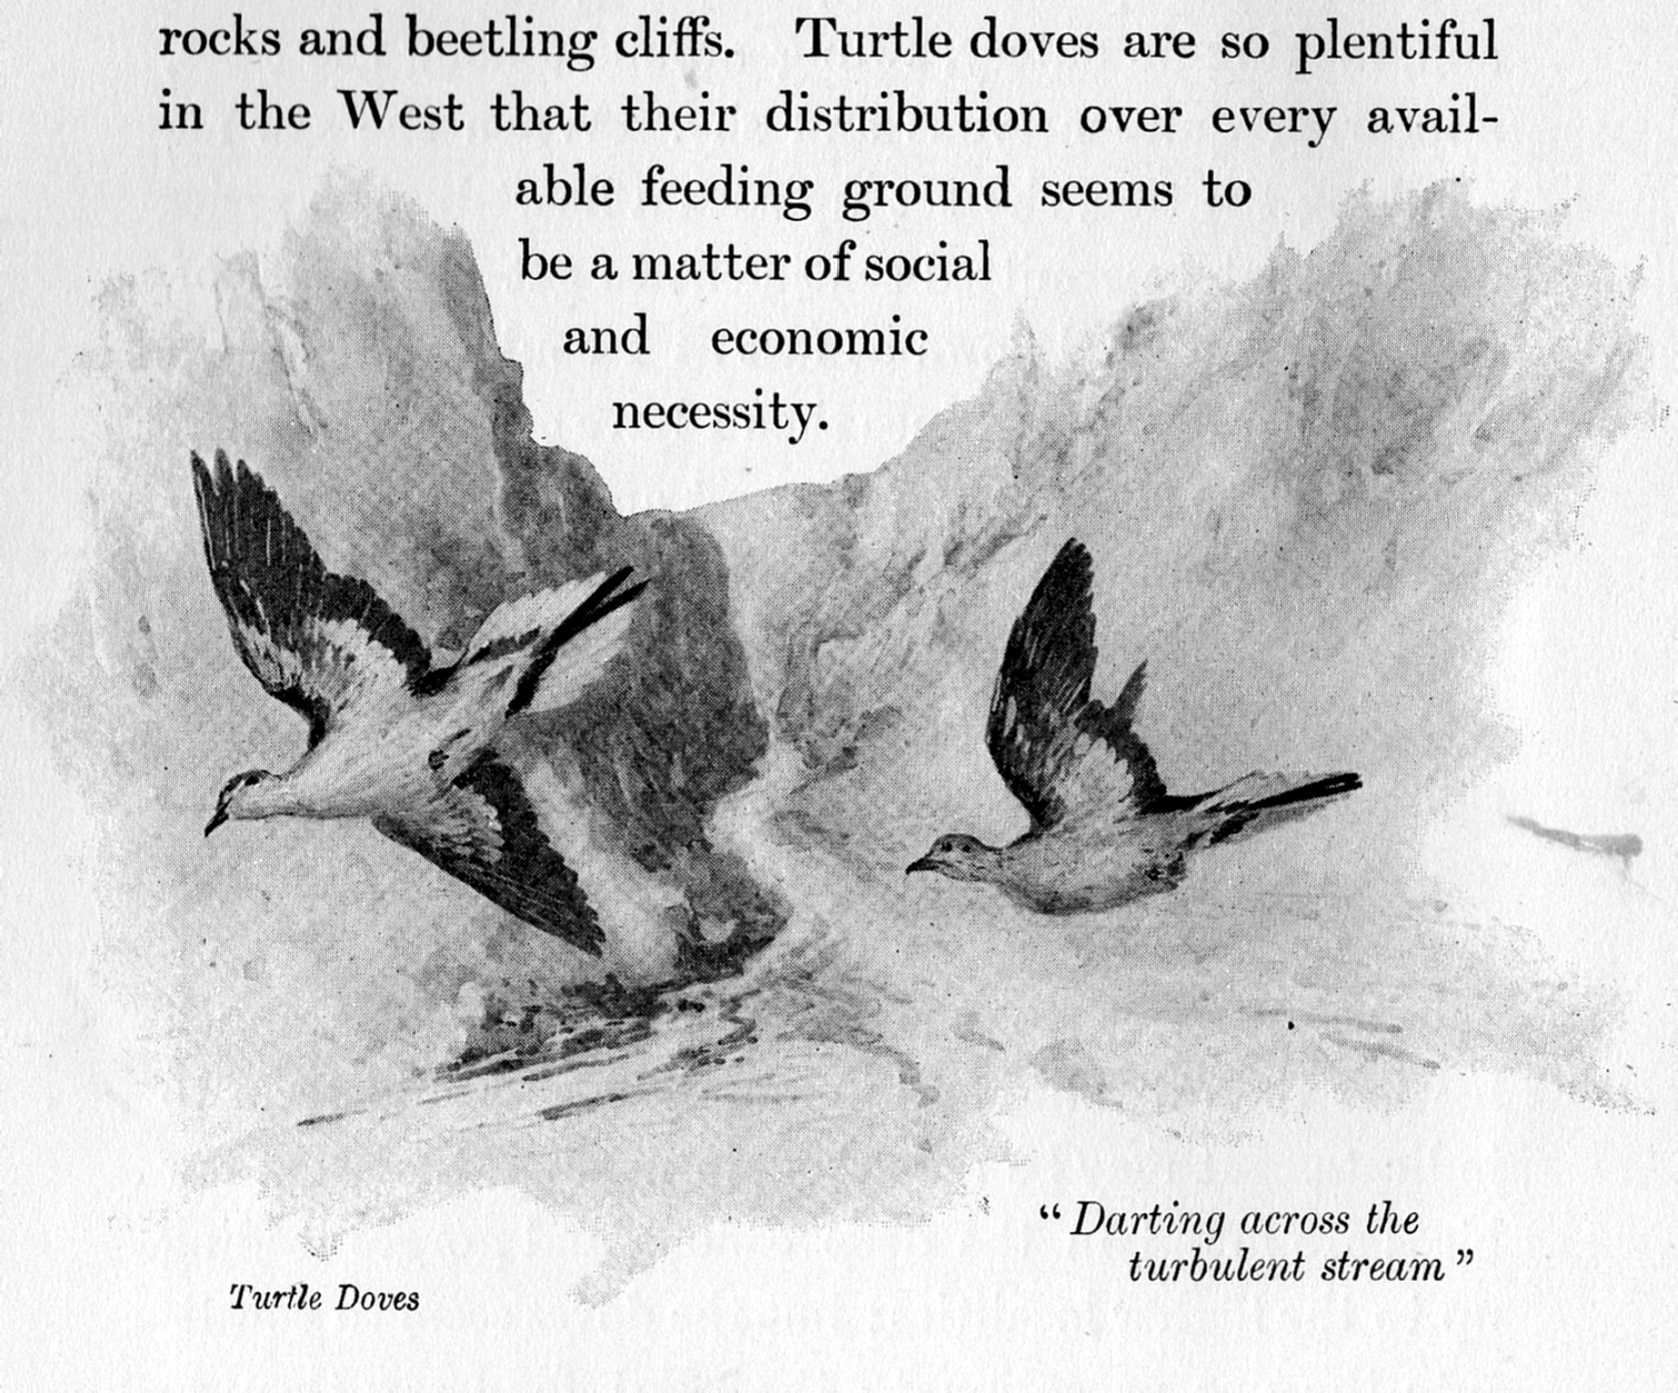 rocks and beetling cliffs. Turtle doves are so plentiful
in the West that their distribution over every avail-
able feeding ground seems to
be a matter of social
and economic
necessity.
“Darting across the
turbulent stream”
Turtle Doves